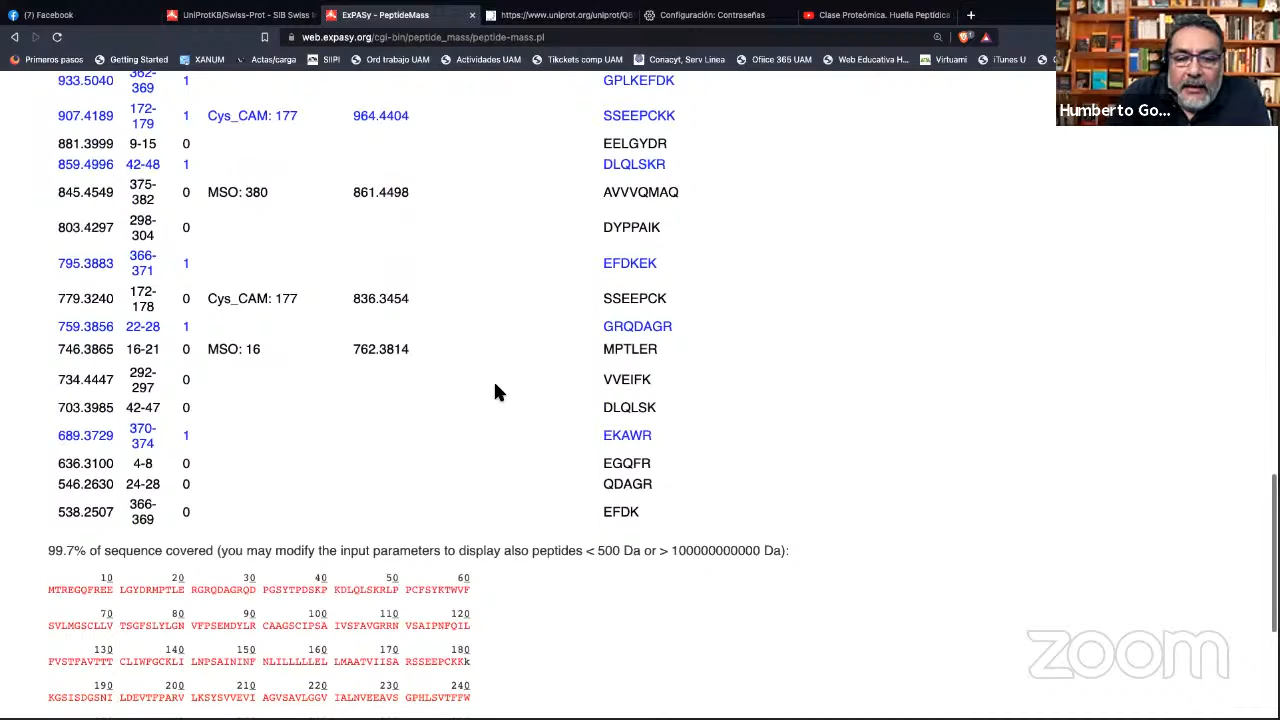 (7) Facebook
UniProtKB/Swiss-Prot - SIB Swiss I
ExPASy - PeptideMass
https://www.uniprot.org/uniprot/Q8
Configuración: Contraseñas
Clase Proteómica. Huella Peptídica
web.expasy.org/cgi-bin/peptide_mass/peptide-mass.pl
Primeros pasos
Getting Started
XANUM
Actas/carga
SIIPI
Ord trabajo UAM
Actividades UAM
Tikckets comp UAM
Conacyt, Serv Linea
Ofiice 365 UAM
Web Educativa H...
Virtuami
iTunes U
Humberto Go...
933.5040 362-369 1 GPLKEFDK
907.4189 172-179 1 Cys_CAM: 177 964.4404 SSEEPCKK
881.3999 9-15 0 EELGYDR
859.4996 42-48 1 DLQLSKR
845.4549 375-382 0 MSO: 380 861.4498 AVVVQMAQ
803.4297 298-304 0 DYPPAIK
795.3883 366-371 1 EFDKEK
779.3240 172-178 0 Cys_CAM: 177 836.3454 SSEEPCK
759.3856 22-28 1 GRQDAGR
746.3865 16-21 0 MSO: 16 762.3814 MPTLER
734.4447 292-297 0 VVEIFK
703.3985 42-47 0 DLQLSK
689.3729 370-374 1 EKAWR
636.3100 4-8 0 EGQFR
546.2630 24-28 0 QDAGR
538.2507 366-369 0 EFDK
99.7% of sequence covered (you may modify the input parameters to display also peptides < 500 Da or > 100000000000 Da):
10 20 30 40 50 60
MTREGQFREE LGYDRMPTLE RGRQDAGRQD PGSYTPDSKP KDLQLSKRLP PCFSYKTWVF
70 80 90 100 110 120
SVLMGSCLLV TSGFSLYLGN VFPSEMDYLR CAAGSCIPSA IVSFAVGRRN VSAIPNFQIL
130 140 150 160 170 180
FVSTFAVTTT CLIWFGCKLI LNPSAININF NLILLLLLEL LMAATVIISA RSSEEPCKKk
190 200 210 220 230 240
KGSISDGSNI LDEVTFPARV LKSYSVVEVI AGVSAVLGGV IALNVEEAVS GPHLSVTFFW
zoom